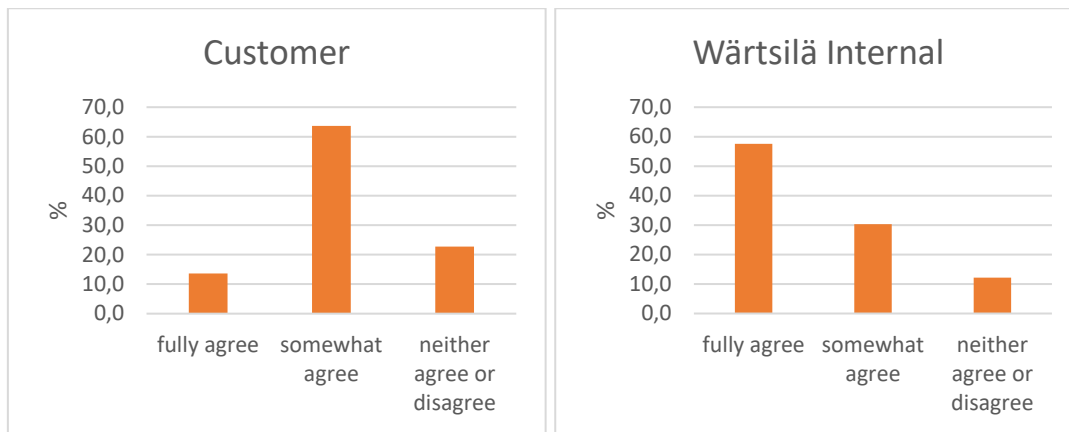 Customer
70,0
60,0
50,0
40,0
30,0
20,0
10,0
0,0
%
fully agree
somewhat
agree
neither
agree or
disagree
Wärtsilä Internal
70,0
60,0
50,0
40,0
30,0
20,0
10,0
0,0
%
fully agree
somewhat
agree
neither
agree or
disagree